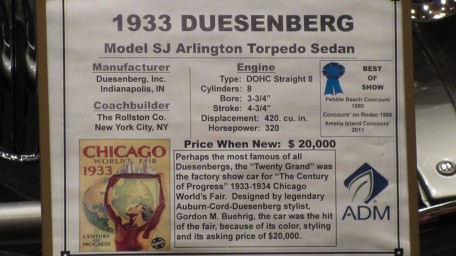 1933 DUESENBERG
Model SJ Arlington Torpedo Sedan
Manufacturer
Duesenberg, Inc.
Indianapolis, IN
Coachbuilder
The Rollston Co.
New York City, NY
Engine
Type: DOHC Straight 8
Cylinders: 8
Bore: 3-3/4"
Stroke: 4-3/4"
Displacement: 420. cu. in.
Horsepower: 320
BEST
OF
SHOW
Pebble Beach Concours'
1980
Concours' on Rodeo 1999
Amelia Island Concours'
2011
Price When New: $ 20,000
CHICAGO
WORLD'S FAIR
1933
CENTURY
OF
PROGRESS
Perhaps the most famous of all
Duesenbergs, the "Twenty Grand" was
the factory show car for "The Century
of Progress" 1933-1934 Chicago
World's Fair. Designed by legendary
Auburn-Cord-Duesenberg stylist,
Gordon M. Buehrig, the car was the hit
of the fair, because of its color, styling
and its asking price of $20,000.
ADM